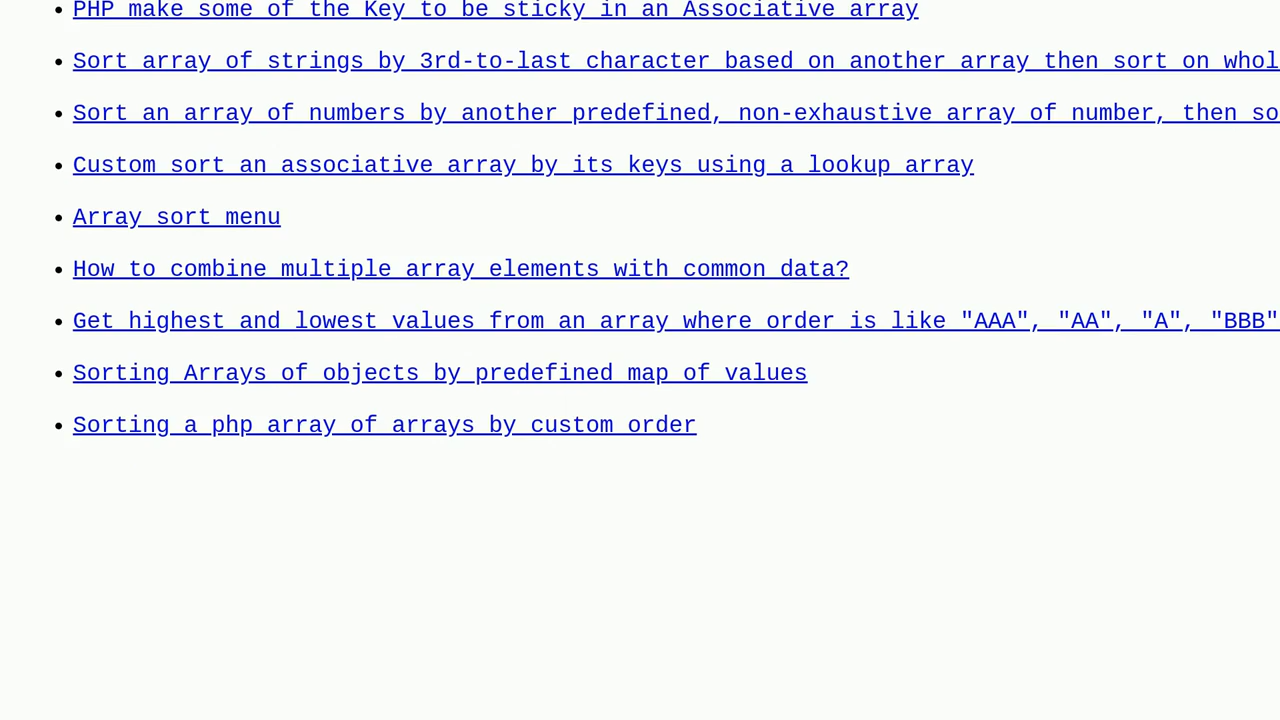 PHP make some of the Key to be sticky in an Associative array
Sort array of strings by 3rd-to-last character based on another array then sort on whol
Sort an array of numbers by another predefined, non-exhaustive array of number, then so
Custom sort an associative array by its keys using a lookup array
Array sort menu
How to combine multiple array elements with common data?
Get highest and lowest values from an array where order is like "AAA", "AA", "A", "BBB"
Sorting Arrays of objects by predefined map of values
Sorting a php array of arrays by custom order